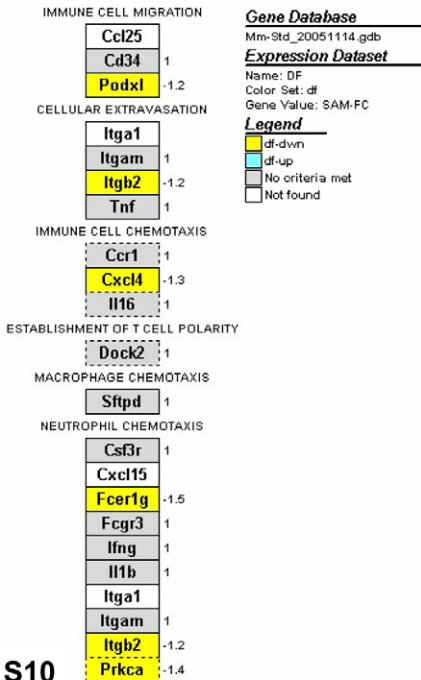 IMMUNE CELL MIGRATION
Ccl25
Cd34 1
Podxl -1.2
CELLULAR EXTRAVASATION
Itga1
Itgam 1
Itgb2 -1.2
Tnf 1
IMMUNE CELL CHEMOTAXIS
Ccr1 1
Cxcl4 -1.3
Il16 1
ESTABLISHMENT OF T CELL POLARITY
Dock2 1
MACROPHAGE CHEMOTAXIS
Sftpd 1
NEUTROPHIL CHEMOTAXIS
Csf3r 1
Cxcl15
Fcer1g -1.5
Fcgr3 1
Ifng 1
Il1b 1
Itga1
Itgam 1
Itgb2 -1.2
Prkca -1.4
S10
Gene Database
Mm-Std_20051114.gdb
Expression Dataset
Name: DF
Color Set: df
Gene Value: SAM-FC
Legend
df-dwn
df-up
No criteria met
Not found